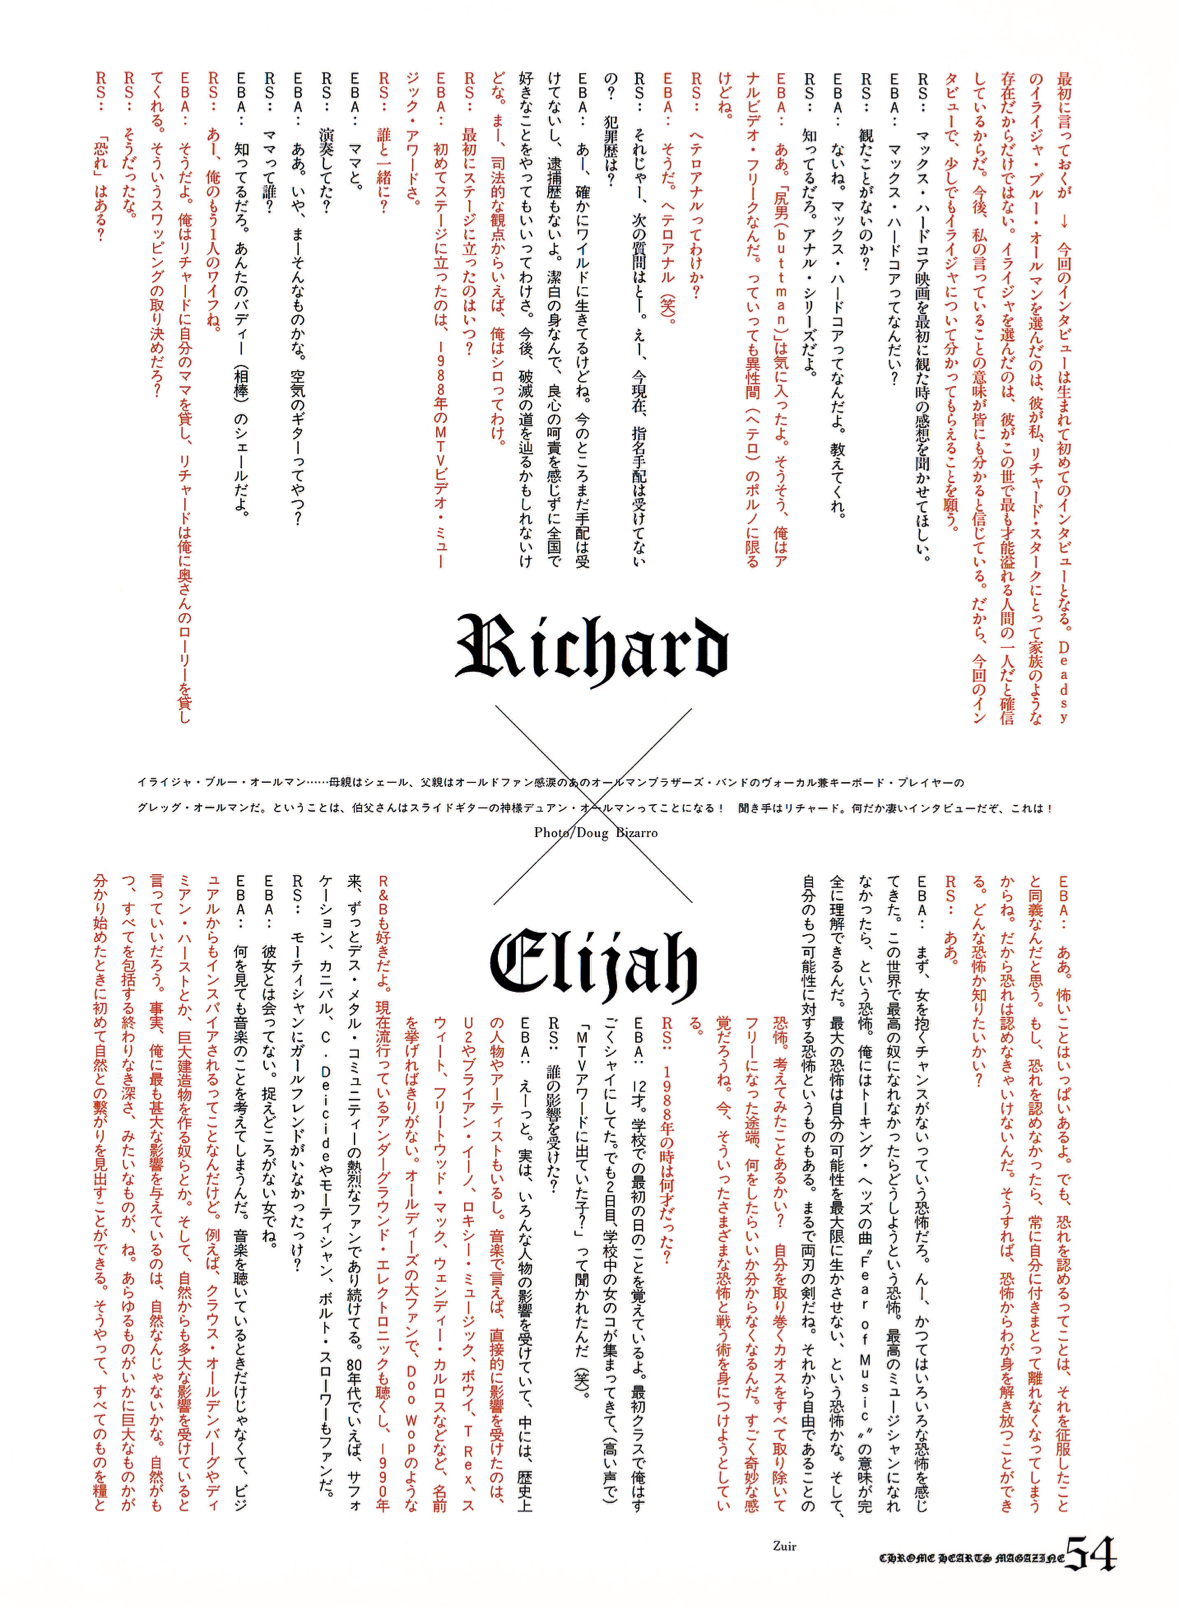 最初に言っておくが → 今回のインタビューは生まれて初めてのインタビューとなる。Deadsy
のイライジャ・ブルー・オールマンを選んだのは、彼が私、リチャード・スタークにとって家族のような
存在だからだけではない。イライジャを選んだのは、彼がこの世で最も才能溢れる人間の一人だと確信
しているからだ。今後、私の言っていることの意味が皆にも分かると信じている。だから、今回のイン
タビューで、少しでもイライジャについて分かってもらえることを願う。
RS： マックス・ハードコア映画を最初に観た時の感想を聞かせてほしい。
EBA： マックス・ハードコアってなんだい？
RS： 観たことがないのか？
EBA： ないね。マックス・ハードコアってなんだよ。教えてくれ。
RS： 知ってるだろ。アナル・シリーズだよ。
EBA： ああ。「尻男(buttman)」は気に入ったよ。そうそう、俺はア
ナルビデオ・フリークなんだ。っていっても異性間（ヘテロ）のポルノに限る
けどね。
RS： ヘテロアナルってわけか？
EBA： そうだ。ヘテロアナル（笑）。
RS： それじゃー、次の質問はとー。えー、今現在、指名手配は受けてない
の？ 犯罪歴は？
EBA： あー、確かにワイルドに生きてるけどね。今のところまだ手配は受
けてないし、逮捕歴もないよ。潔白の身なんで、良心の呵責を感じずに全国で
好きなことをやってもいいってわけさ。今後、破滅の道を辿るかもしれないけ
どな。まー、司法的な観点からいえば、俺はシロってわけ。
RS： 最初にステージに立ったのはいつ？
EBA： 初めてステージに立ったのは、1988年のMTVビデオ・ミュー
ジック・アワードさ。
RS： 誰と一緒に？
EBA： ママと。
RS： 演奏してた？
EBA： ああ。いや、まーそんなものかな。空気のギターってやつ？
RS： ママって誰？
EBA： 知ってるだろ。あんたのバディー（相棒）のシェールだよ。
RS： あー、俺のもう1人のワイフね。
EBA： そうだよ。俺はリチャードに自分のママを貸し、リチャードは俺に奥さんのローリーを貸し
てくれる。そういうスワッピングの取り決めだろ？
RS： そうだったな。
RS： 「恐れ」はある？
Richard
イライジャ・ブルー・オールマン……母親はシェール、父親はオールドファン感涙のあのオールマンブラザーズ・バンドのヴォーカル兼キーボード・プレイヤーの
グレッグ・オールマンだ。ということは、伯父さんはスライドギターの神様デュアン・オールマンってことになる！ 聞き手はリチャード。何だか凄いインタビューだぞ、これは！
Photo/Doug Bizarro
Elijah
EBA： ああ。怖いことはいっぱいあるよ。でも、恐れを認めるってことは、それを征服したこと
と同義なんだと思う。もし、恐れを認めなかったら、常に自分に付きまとって離れなくなってしまう
からね。だから恐れは認めなきゃいけないんだ。そうすれば、恐怖からわが身を解き放つことができ
る。どんな恐怖か知りたいかい？
RS： ああ。
EBA： まず、女を抱くチャンスがないっていう恐怖だろ。んー、かつてはいろいろな恐怖を感じ
てきた。この世界で最高の奴になれなかったらどうしようという恐怖。最高のミュージシャンになれ
なかったら、という恐怖。俺にはトーキング・ヘッズの曲〝Fear of Music〟の意味が完
全に理解できるんだ。最大の恐怖は自分の可能性を最大限に生かさせない、という恐怖かな。そして、
自分のもつ可能性に対する恐怖というものもある。まるで両刃の剣だね。それから自由であることの
恐怖。考えてみたことあるかい？ 自分を取り巻くカオスをすべて取り除いて
フリーになった途端、何をしたらいいか分からなくなるんだ。すごく奇妙な感
覚だろうね。今、そういったさまざまな恐怖と戦う術を身につけようとしてい
る。
RS： 1988年の時は何才だった？
EBA： 12才。学校での最初の日のことを覚えているよ。最初クラスで俺はす
ごくシャイにしてた。でも2日目、学校中の女のコが集まってきて、（高い声で）
「MTVアワードに出ていた子？」って聞かれたんだ（笑）。
RS： 誰の影響を受けた？
EBA： えーっと。実は、いろんな人物の影響を受けていて、中には、歴史上
の人物やアーティストもいるし。音楽で言えば、直接的に影響を受けたのは、
U2やブライアン・イーノ、ロキシー・ミュージック、ボウイ、T Rex、ス
ウィート、フリートウッド・マック、ウェンディー・カルロスなどなど、名前
を挙げればきりがない。オールディーズの大ファンで、Doo Wopのような
R&Bも好きだよ。現在流行っているアンダーグラウンド・エレクトロニックも聴くし、1990年
来、ずっとデス・メタル・コミュニティーの熱烈なファンであり続けてる。80年代でいえば、サフォ
ケーション、カニバル、C．Deicideやモーティシャン、ボルト・スローワーもファンだ。
RS： モーティシャンにガールフレンドがいなかったっけ？
EBA： 彼女とは会ってない。捉えどころがない女でね。
EBA： 何を見ても音楽のことを考えてしまうんだ。音楽を聴いているときだけじゃなくて、ビジ
ュアルからもインスパイアされるってことなんだけど。例えば、クラウス・オールデンバーグやディ
ミアン・ハーストとか、巨大建造物を作る奴らとか。そして、自然からも多大な影響を受けていると
言っていいだろう。事実、俺に最も甚大な影響を与えているのは、自然なんじゃないかな。自然がも
つ、すべてを包括する終わりなき深さ、みたいなものが、ね。あらゆるものがいかに巨大なものかが
分かり始めたときに初めて自然との繋がりを見出すことができる。そうやって、すべてのものを糧と
Zuir
CHROME HEARTS MAGAZINE 54